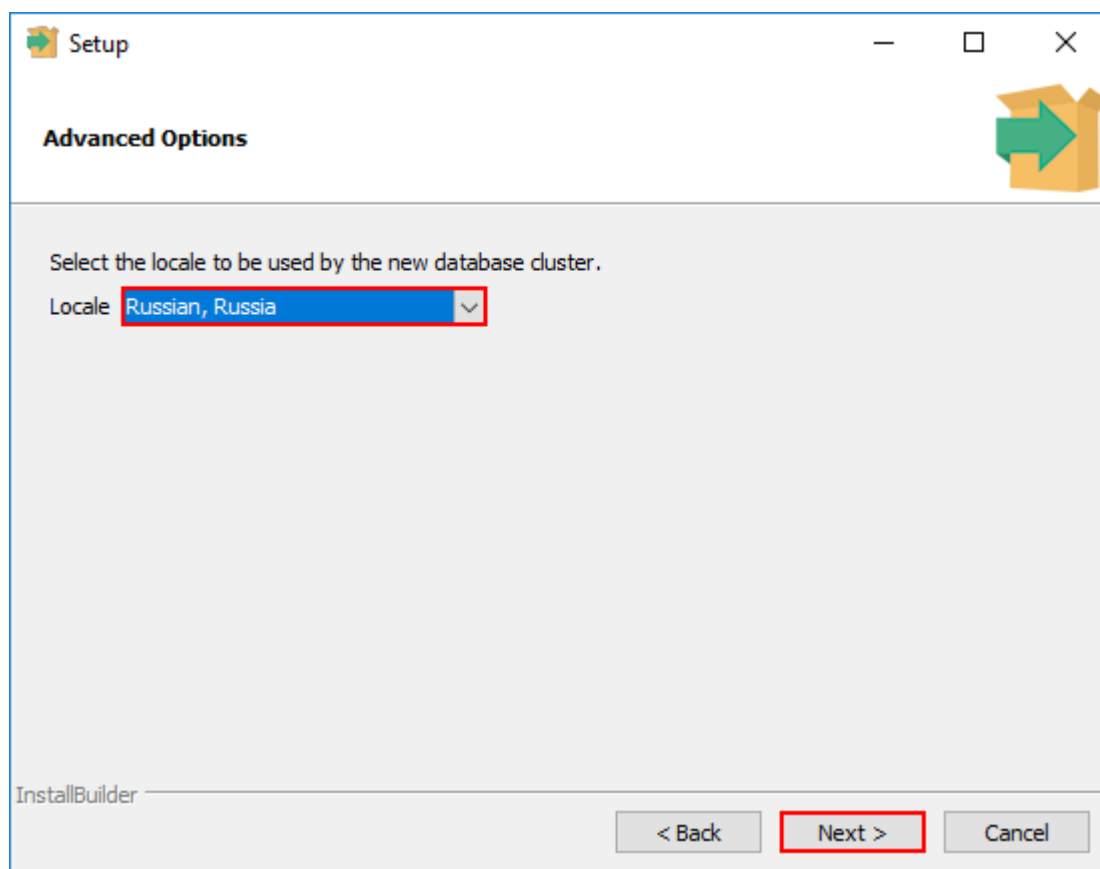 Setup
Advanced Options
Select the locale to be used by the new database cluster.
Locale Russian, Russia
InstallBuilder
< Back Next > Cancel